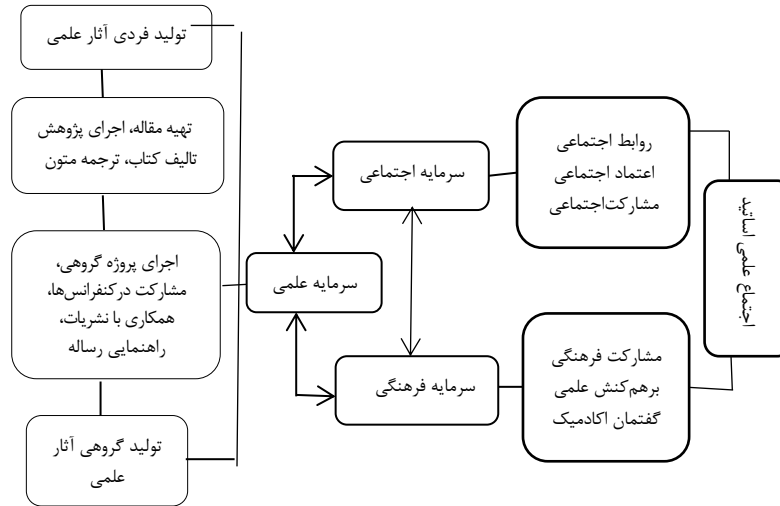 تولید فردی آثار علمی
تهیه مقاله، اجرای پژوهش
تالیف کتاب، ترجمه متون
اجرای پروژه گروهی،
مشارکت درکنفرانس‌ها،
همکاری با نشریات،
راهنمایی رساله
تولید گروهی آثار
علمی
سرمایه علمی
سرمایه اجتماعی
سرمایه فرهنگی
روابط اجتماعی
اعتماد اجتماعی
مشارکت‌اجتماعی
مشارکت فرهنگی
برهم‌کنش علمی
گفتمان اکادمیک
اجتماع علمی اساتید